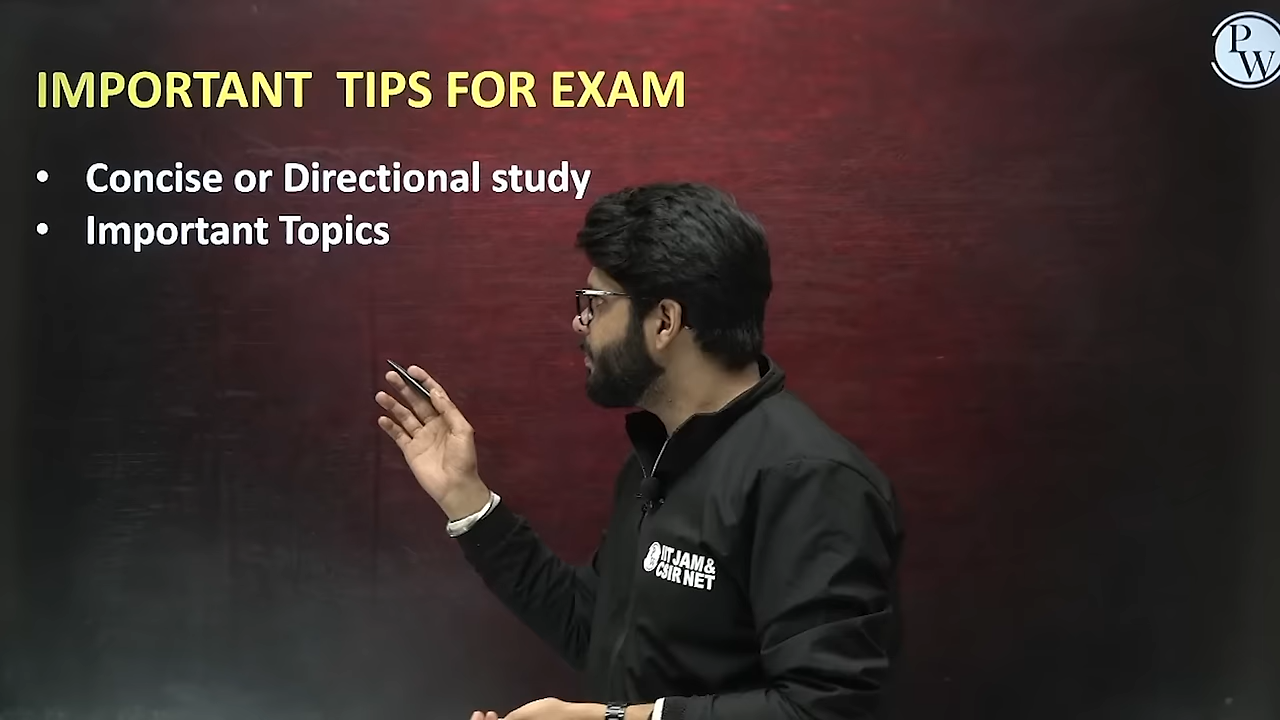 IMPORTANT TIPS FOR EXAM
• Concise or Directional study
• Important Topics
PW
IIT JAM &
CSIR NET